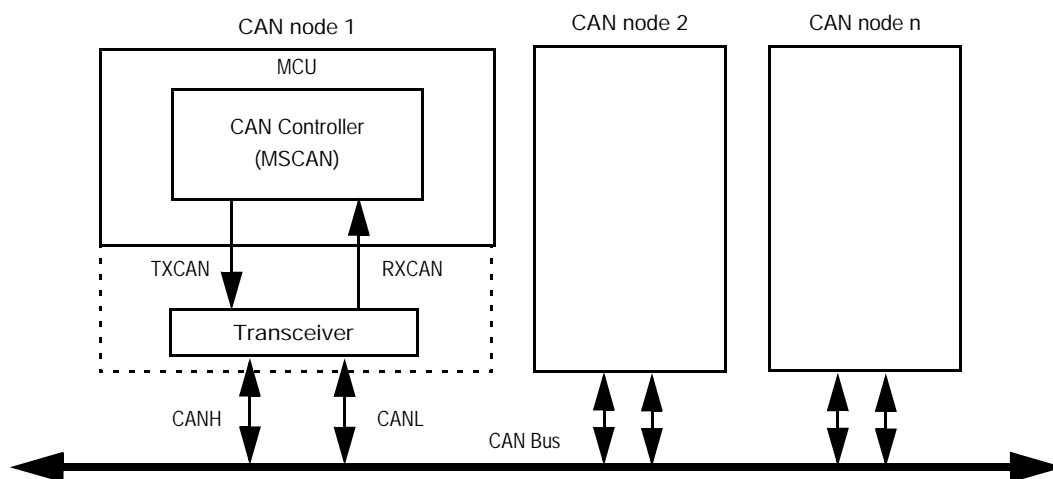 CAN node 1
CAN node 2
CAN node n
MCU
CAN Controller
(MSCAN)
TXCAN
RXCAN
Transceiver
CANH
CANL
CAN Bus